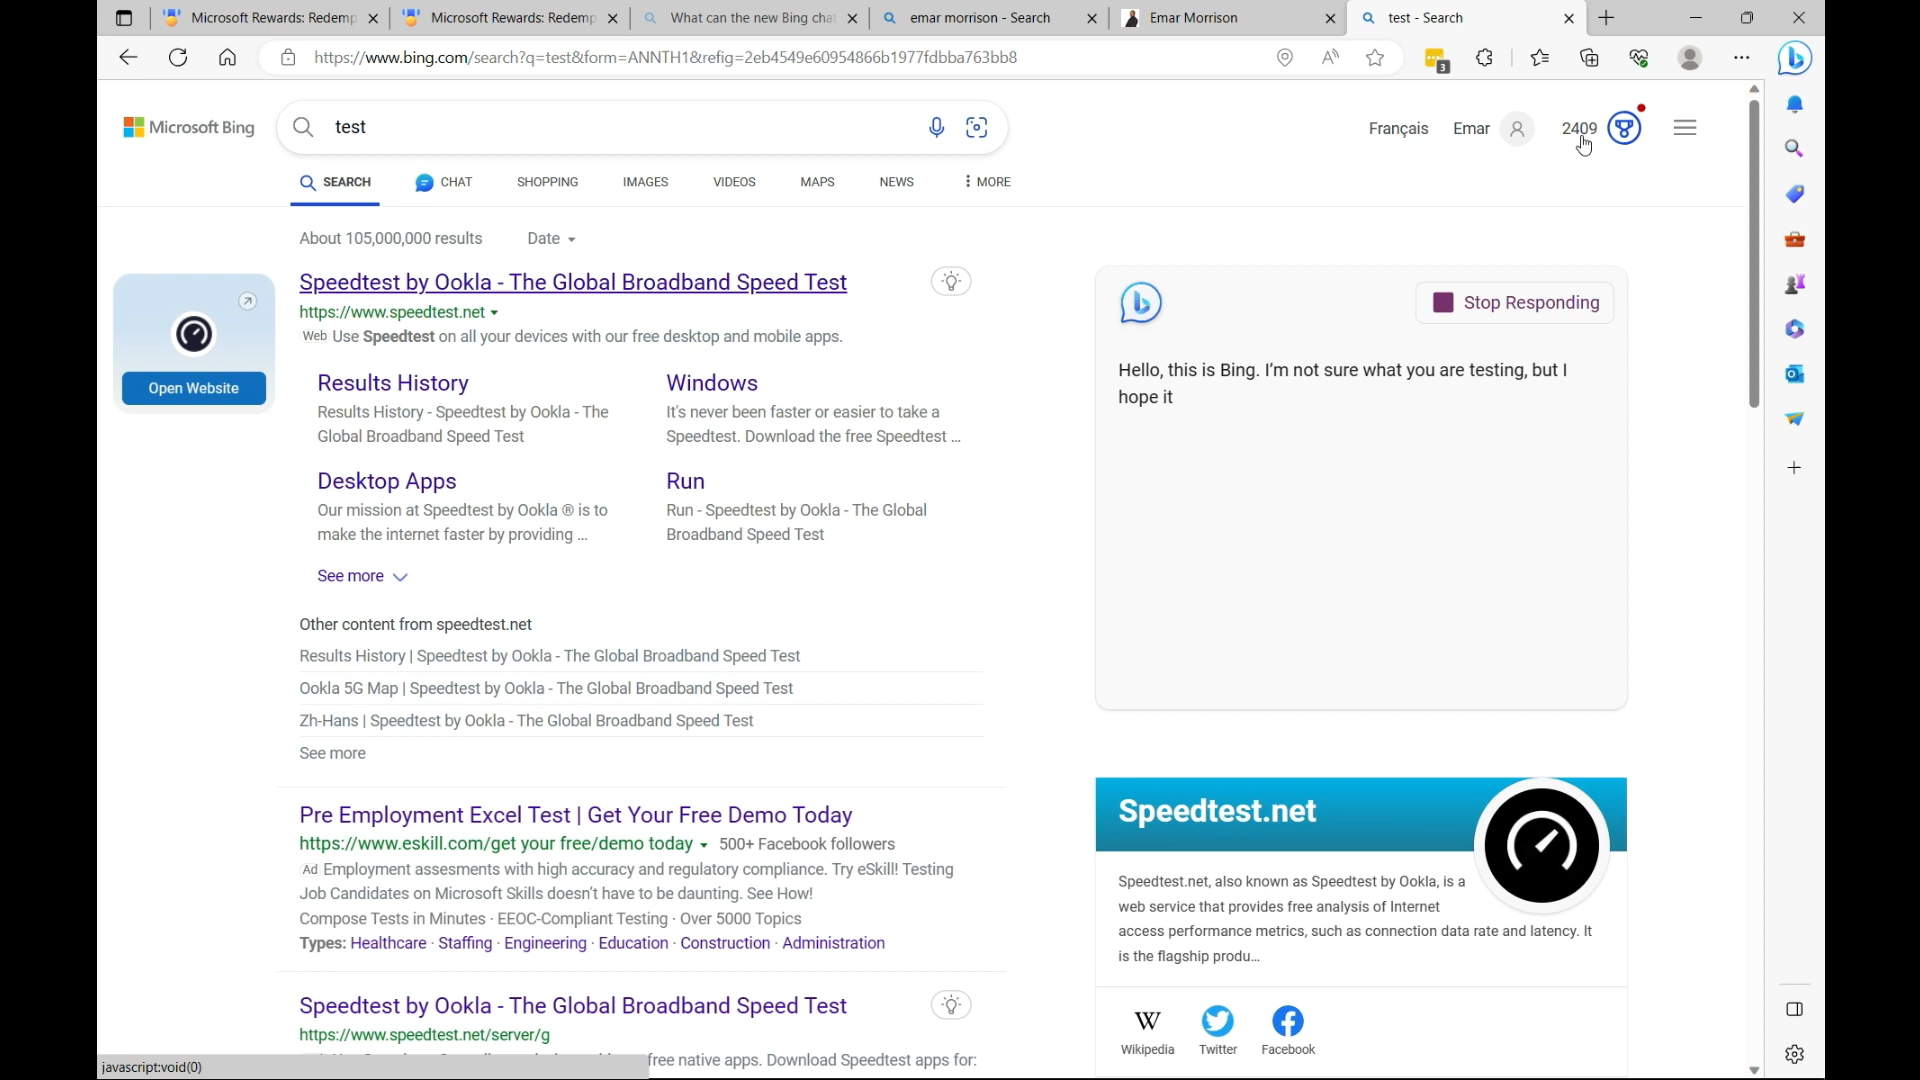 Microsoft Rewards: Redemp
Microsoft Rewards: Redemp
What can the new Bing chat
emar morrison - Search
Emar Morrison
test - Search
https://www.bing.com/search?q=test&form=ANNTH1&refig=2eb4549e60954866b1977fdbba763bb8
3
Microsoft Bing
test
Français
Emar
2409
SEARCH
CHAT
SHOPPING
IMAGES
VIDEOS
MAPS
NEWS
MORE
About 105,000,000 results
Date
Open Website
Speedtest by Ookla - The Global Broadband Speed Test
https://www.speedtest.net
Web Use Speedtest on all your devices with our free desktop and mobile apps.
Results History
Results History - Speedtest by Ookla - The
Global Broadband Speed Test
Windows
It's never been faster or easier to take a
Speedtest. Download the free Speedtest ...
Desktop Apps
Our mission at Speedtest by Ookla ® is to
make the internet faster by providing ...
Run
Run - Speedtest by Ookla - The Global
Broadband Speed Test
See more
Other content from speedtest.net
Results History | Speedtest by Ookla - The Global Broadband Speed Test
Ookla 5G Map | Speedtest by Ookla - The Global Broadband Speed Test
Zh-Hans | Speedtest by Ookla - The Global Broadband Speed Test
See more
Pre Employment Excel Test | Get Your Free Demo Today
https://www.eskill.com/get your free/demo today 500+ Facebook followers
Ad Employment assesments with high accuracy and regulatory compliance. Try eSkill! Testing
Job Candidates on Microsoft Skills doesn't have to be daunting. See How!
Compose Tests in Minutes · EEOC-Compliant Testing · Over 5000 Topics
Types: Healthcare · Staffing · Engineering · Education · Construction · Administration
Speedtest by Ookla - The Global Broadband Speed Test
https://www.speedtest.net/server/g
free native apps. Download Speedtest apps for:
javascript:void(0)
Stop Responding
Hello, this is Bing. I'm not sure what you are testing, but I
hope it
Speedtest.net
Speedtest.net, also known as Speedtest by Ookla, is a
web service that provides free analysis of Internet
access performance metrics, such as connection data rate and latency. It
is the flagship produ...
W
Wikipedia
Twitter
Facebook